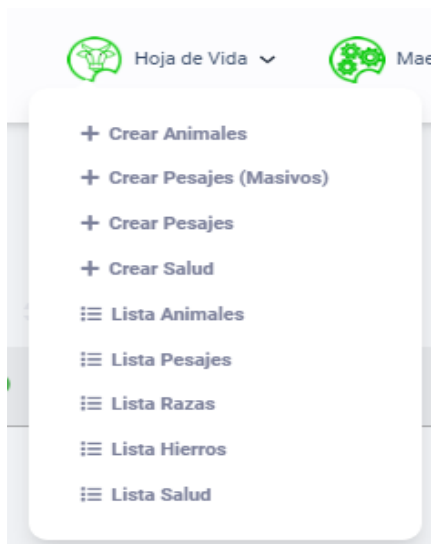 Hoja de Vida
Mae
Crear Animales
Crear Pesajes (Masivos)
Crear Pesajes
Crear Salud
Lista Animales
Lista Pesajes
Lista Razas
Lista Hierros
Lista Salud